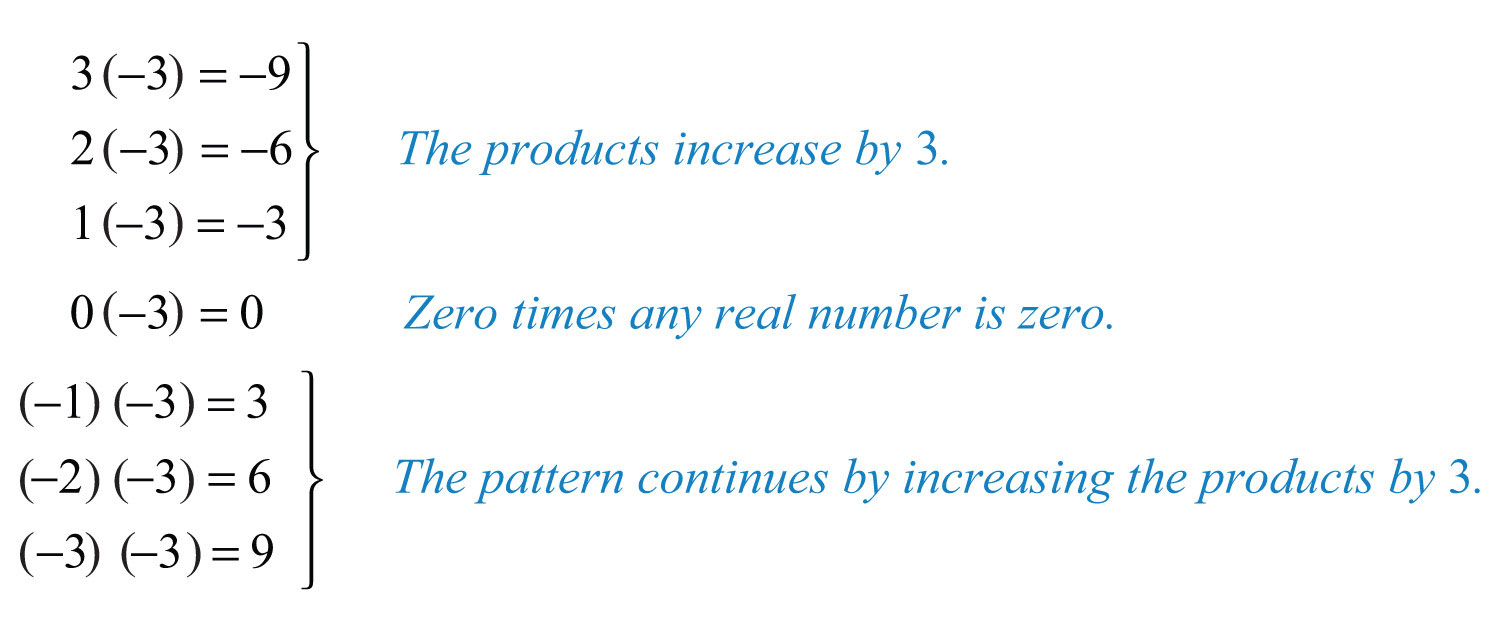 3(−3) = −9
2(−3) = −6 The products increase by 3.
1(−3) = −3
0(−3) = 0 Zero times any real number is zero.
(−1)(−3) = 3
(−2)(−3) = 6 The pattern continues by increasing the products by 3.
(−3)(−3) = 9